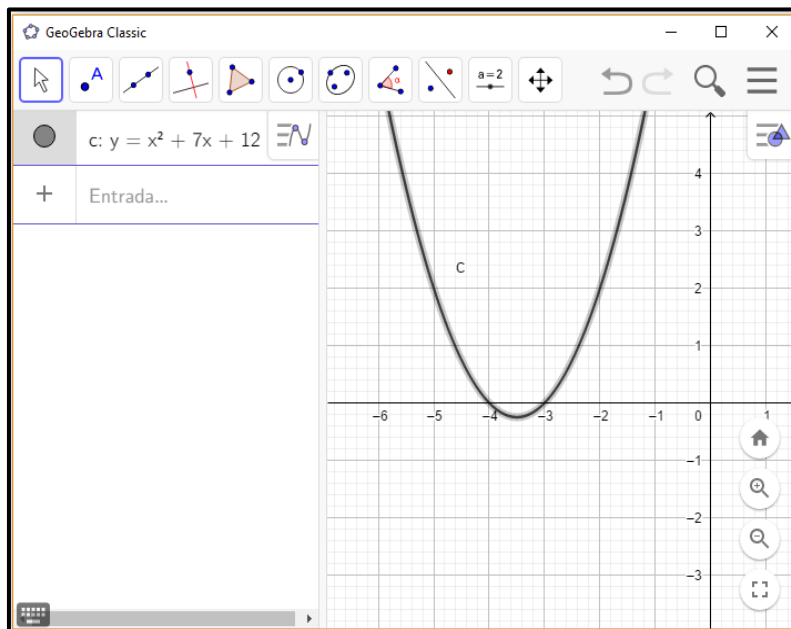 GeoGebra Classic
A
α
a=2
c: y = x² + 7x + 12
Entrada...
c
4
3
2
1
−6 −5 −4 −3 −2 −1 0 1
−1
−2
−3